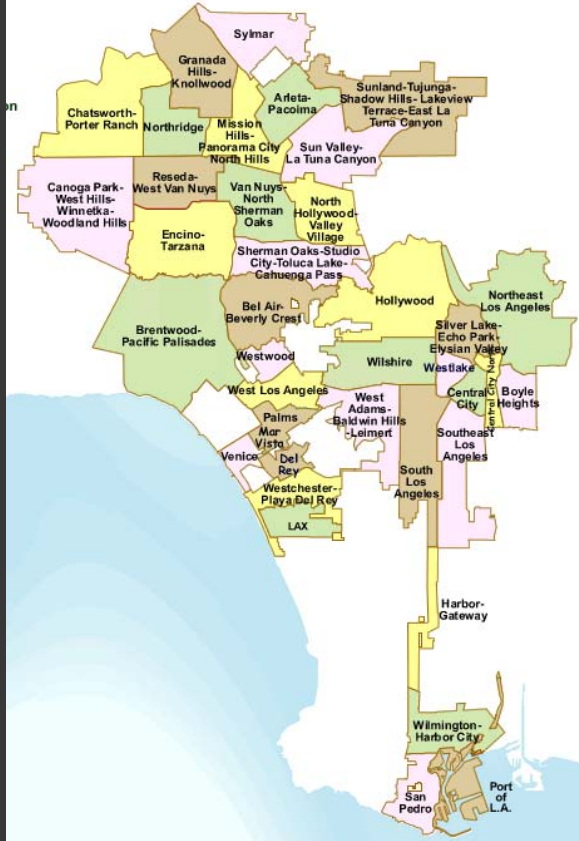 Sylmar
Granada
Hills-
Knollwood
on
Chatsworth-
Porter Ranch
Northridge
Mission
Hills-
Panorama City
North Hills
Arleta-
Pacoima
Sunland-Tujunga-
Shadow Hills- Lakeview
Terrace-East La
Tuna Canyon
Sun Valley-
La Tuna Canyon
Canoga Park-
West Hills-
Winnetka-
Woodland Hills
Reseda-
West Van Nuys
Van Nuys-
North
Sherman
Oaks
North
Hollywood-
Valley
Village
Encino-
Tarzana
Sherman Oaks-Studio
City-Toluca Lake-
Cahuenga Pass
Brentwood-
Pacific Palisades
Bel Air-
Beverly Crest
Hollywood
Northeast
Los Angeles
Silver Lake-
Echo Park-
Elysian Valley
Westwood
Wilshire
Westlake
Central City North
West Los Angeles
Central
City
Boyle
Heights
West
Adams-
Baldwin Hills
-Leimert
Palms
Mar
Vista
Venice
Del
Rey
Southeast
Los
Angeles
South
Los
Angeles
Westchester-
Playa Del Rey
LAX
Harbor-
Gateway
Wilmington-
Harbor City
San
Pedro
Port
of
L.A.